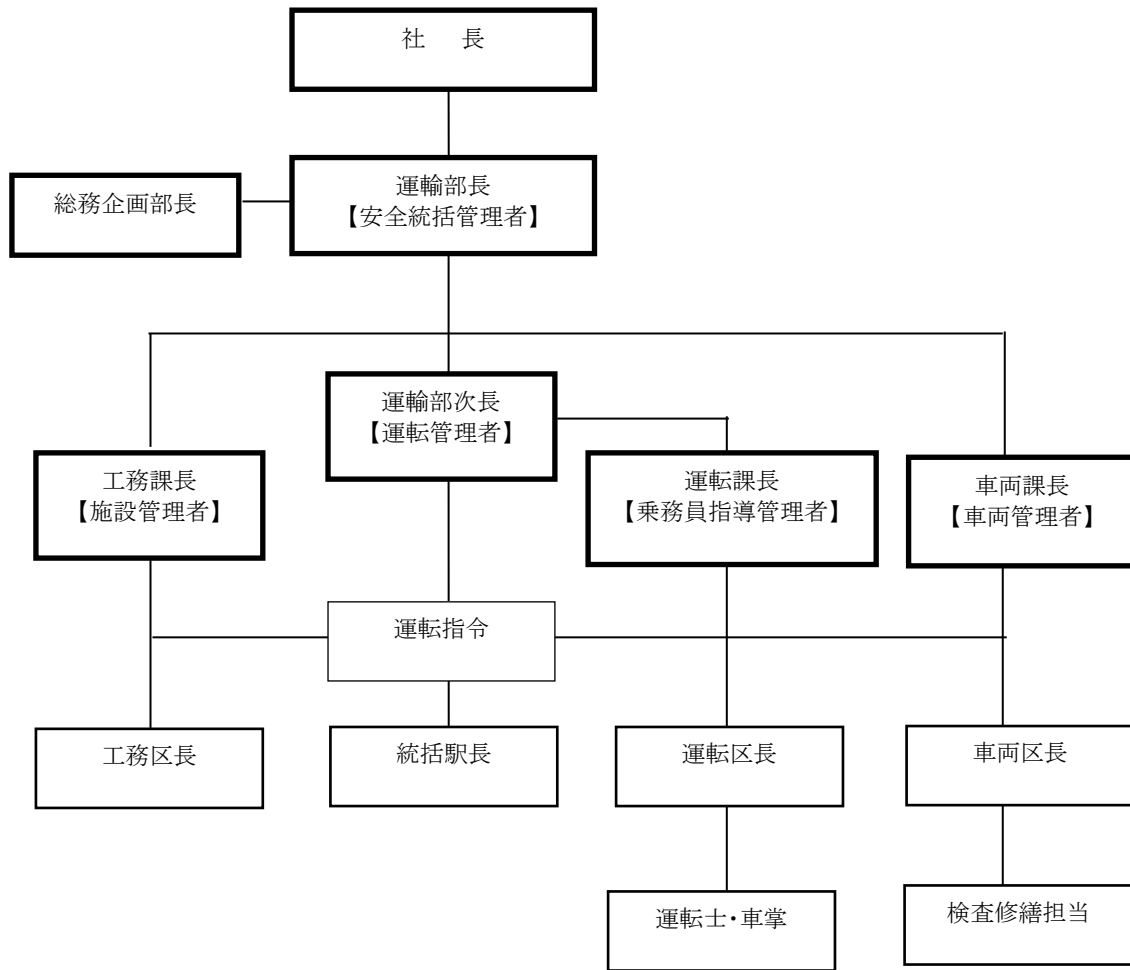 社　長
運輸部長
【安全統括管理者】
総務企画部長
運輸部次長
【運転管理者】
工務課長
【施設管理者】
運転課長
【乗務員指導管理者】
車両課長
【車両管理者】
運転指令
工務区長
統括駅長
運転区長
車両区長
運転士・車掌
検査修繕担当